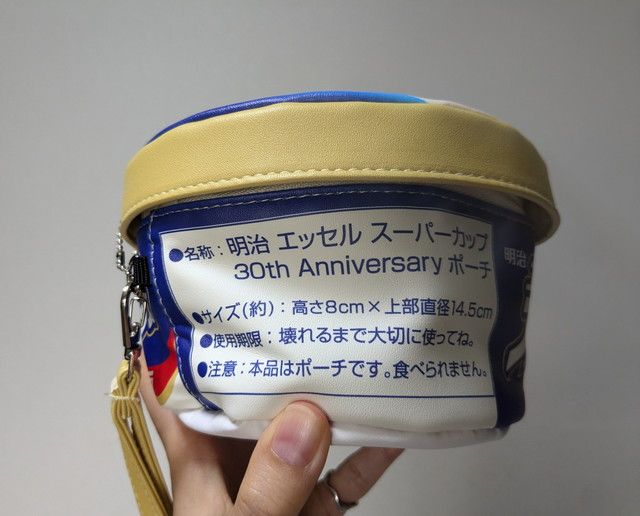 ●名称：明治 エッセル スーパーカップ
30th Anniversary ポーチ
●サイズ(約)：高さ8cm×上部直径14.5cm
●使用期限：壊れるまで大切に使ってね。
●注意：本品はポーチです。食べられません。
明治